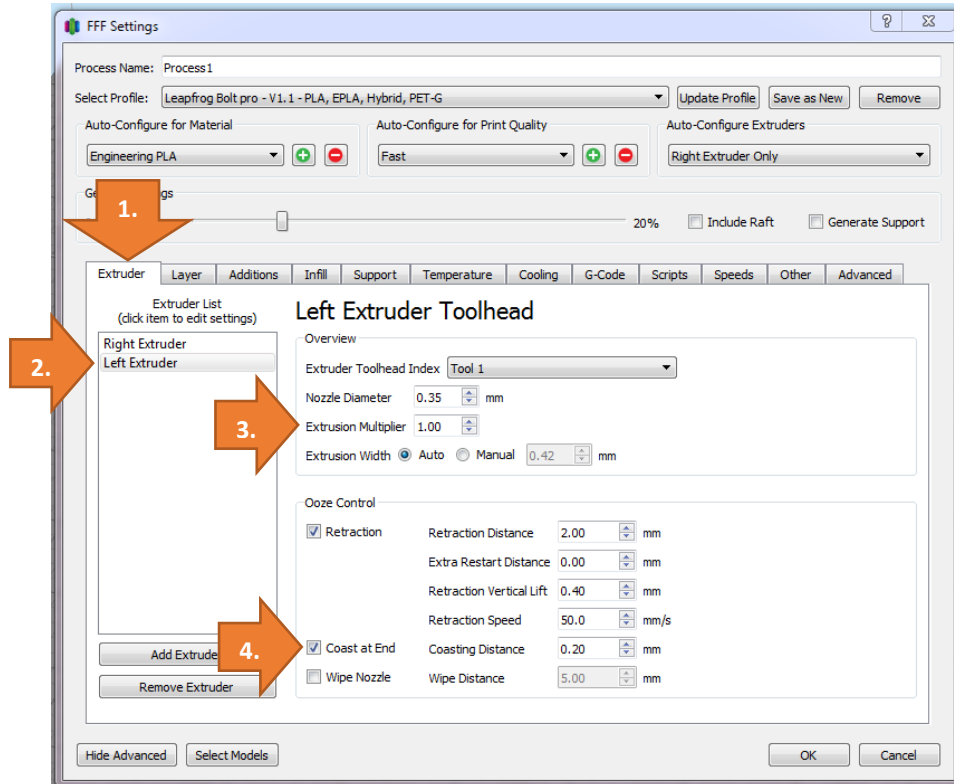 FFF Settings
Process Name: Process1
Select Profile: Leapfrog Bolt pro - V1.1 - PLA, EPLA, Hybrid, PET-G Update Profile Save as New Remove
Auto-Configure for Material Auto-Configure for Print Quality Auto-Configure Extruders
Engineering PLA Fast Right Extruder Only
Ge gs
1.
20% Include Raft Generate Support
Extruder Layer Additions Infill Support Temperature Cooling G-Code Scripts Speeds Other Advanced
Extruder List
(click item to edit settings)
Left Extruder Toolhead
Right Extruder
Left Extruder
2.
Overview
Extruder Toolhead Index Tool 1
Nozzle Diameter 0.35 mm
3.
Extrusion Multiplier 1.00
Extrusion Width Auto Manual 0.42 mm
Ooze Control
Retraction Retraction Distance 2.00 mm
Extra Restart Distance 0.00 mm
Retraction Vertical Lift 0.40 mm
Retraction Speed 50.0 mm/s
4.
Coast at End Coasting Distance 0.20 mm
Wipe Nozzle Wipe Distance 5.00 mm
Add Extrude
Remove Extruder
Hide Advanced Select Models OK Cancel